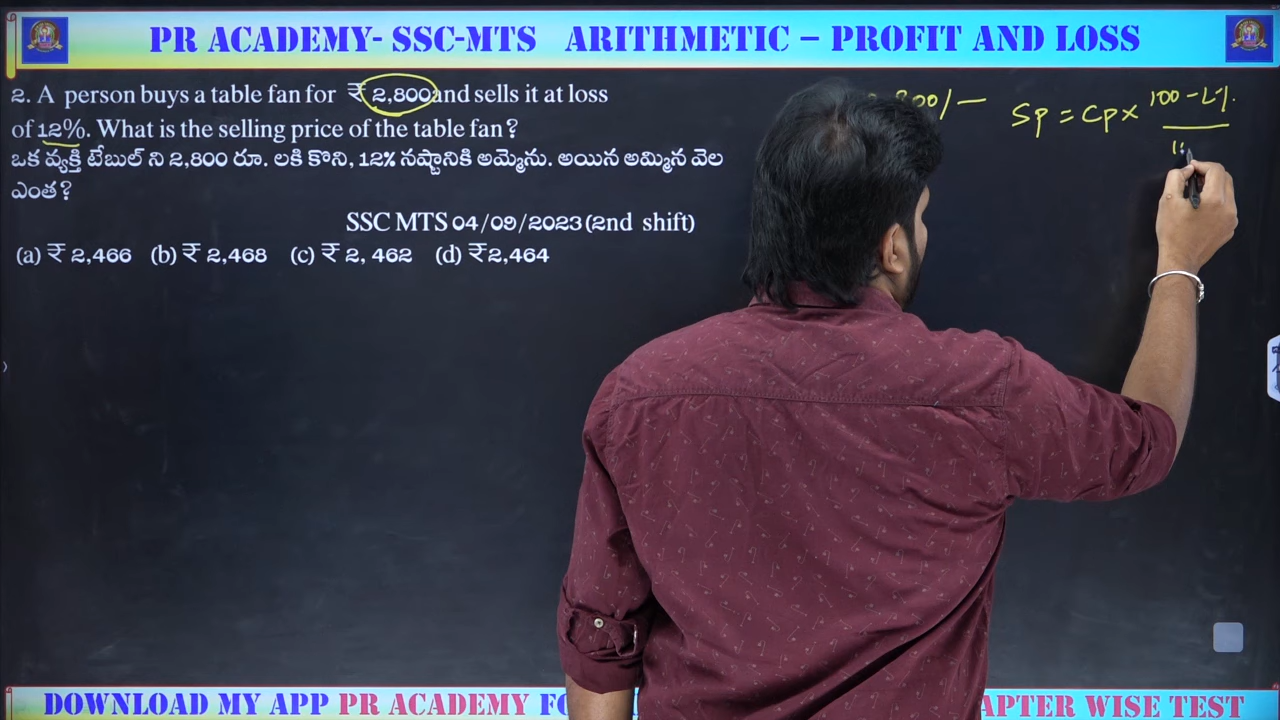 PR ACADEMY- SSC-MTS ARITHMETIC – PROFIT AND LOSS
2. A person buys a table fan for ₹ 2,800 and sells it at loss
of 12%. What is the selling price of the table fan?
ఒక వ్యక్తి టేబుల్ ని 2,800 రూ. లకి కొని, 12% నష్టానికి అమ్మెను. అయిన అమ్మిన వెల
ఎంత?
SSC MTS 04/09/2023(2nd shift)
(a) ₹ 2,466 (b) ₹ 2,468 (c) ₹ 2, 462 (d) ₹2,464
800/-
SP = CP x 100 - L%
DOWNLOAD MY APP PR ACADEMY APTER WISE TEST